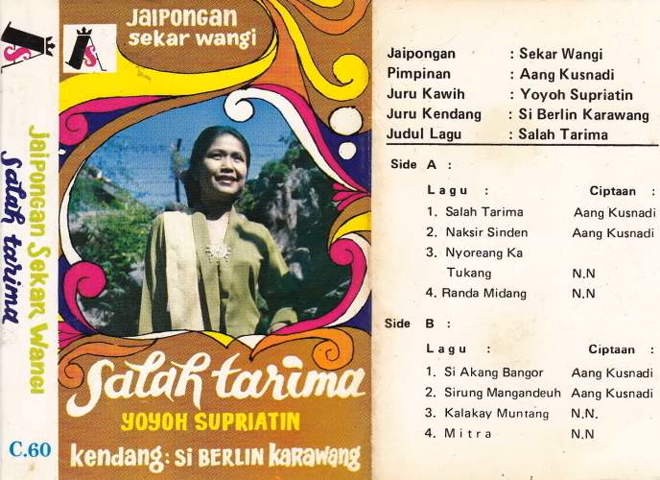 Jaipongan Sekar Wangi
Salah tarima
C.60
AS
JAIPONGAN
sekar wangi
Salah tarima
YOYOH SUPRIATIN
kendang: si BERLIN KARAWANG
Jaipongan : Sekar Wangi
Pimpinan : Aang Kusnadi
Juru Kawih : Yoyoh Supriatin
Juru Kendang : Si Berlin Karawang
Judul Lagu : Salah Tarima
Side A :
Lagu : Ciptaan :
1. Salah Tarima Aang Kusnadi
2. Naksir Sinden Aang Kusnadi
3. Nyoreang Ka
Tukang N.N
4. Randa Midang N.N
Side B :
Lagu : Ciptaan :
1. Si Akang Bangor Aang Kusnadi
2. Sirung Mangandeuh Aang Kusnadi
3. Kalakay Muntang N.N.
4. Mitra N.N